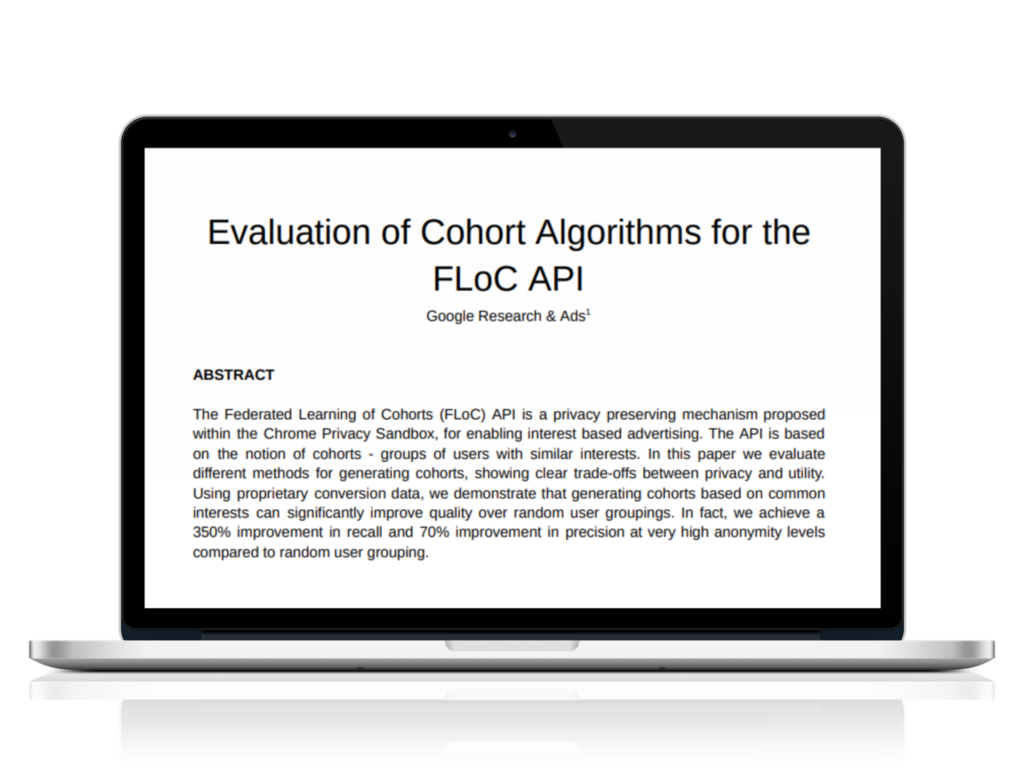 Evaluation of Cohort Algorithms for the
FLoC API
Google Research & Ads¹
ABSTRACT
The Federated Learning of Cohorts (FLoC) API is a privacy preserving mechanism proposed
within the Chrome Privacy Sandbox, for enabling interest based advertising. The API is based
on the notion of cohorts - groups of users with similar interests. In this paper we evaluate
different methods for generating cohorts, showing clear trade-offs between privacy and utility.
Using proprietary conversion data, we demonstrate that generating cohorts based on common
interests can significantly improve quality over random user groupings. In fact, we achieve a
350% improvement in recall and 70% improvement in precision at very high anonymity levels
compared to random user grouping.